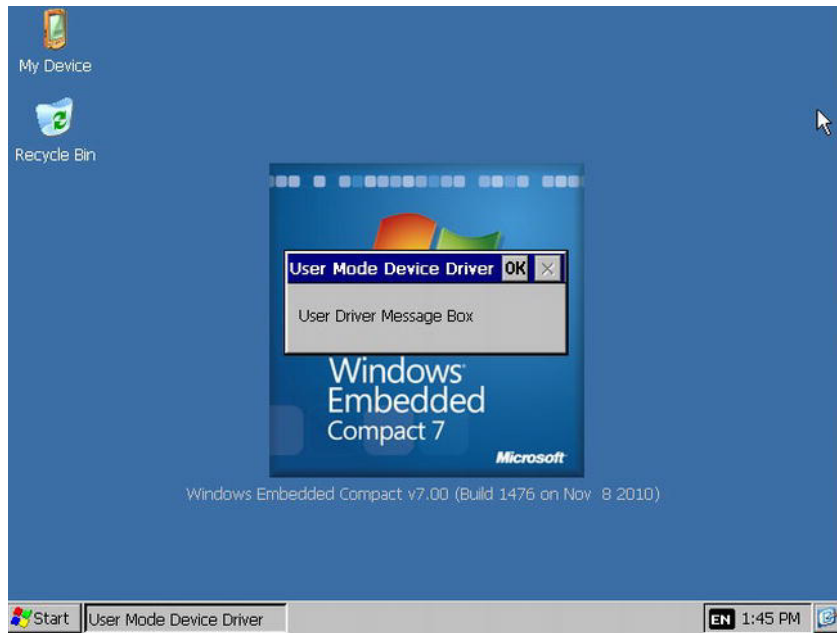 My Device
Recycle Bin
User Mode Device Driver OK
User Driver Message Box
Windows
Embedded
Compact 7
Microsoft
Windows Embedded Compact v7.00 (Build 1476 on Nov 8 2010)
Start User Mode Device Driver EN 1:45 PM